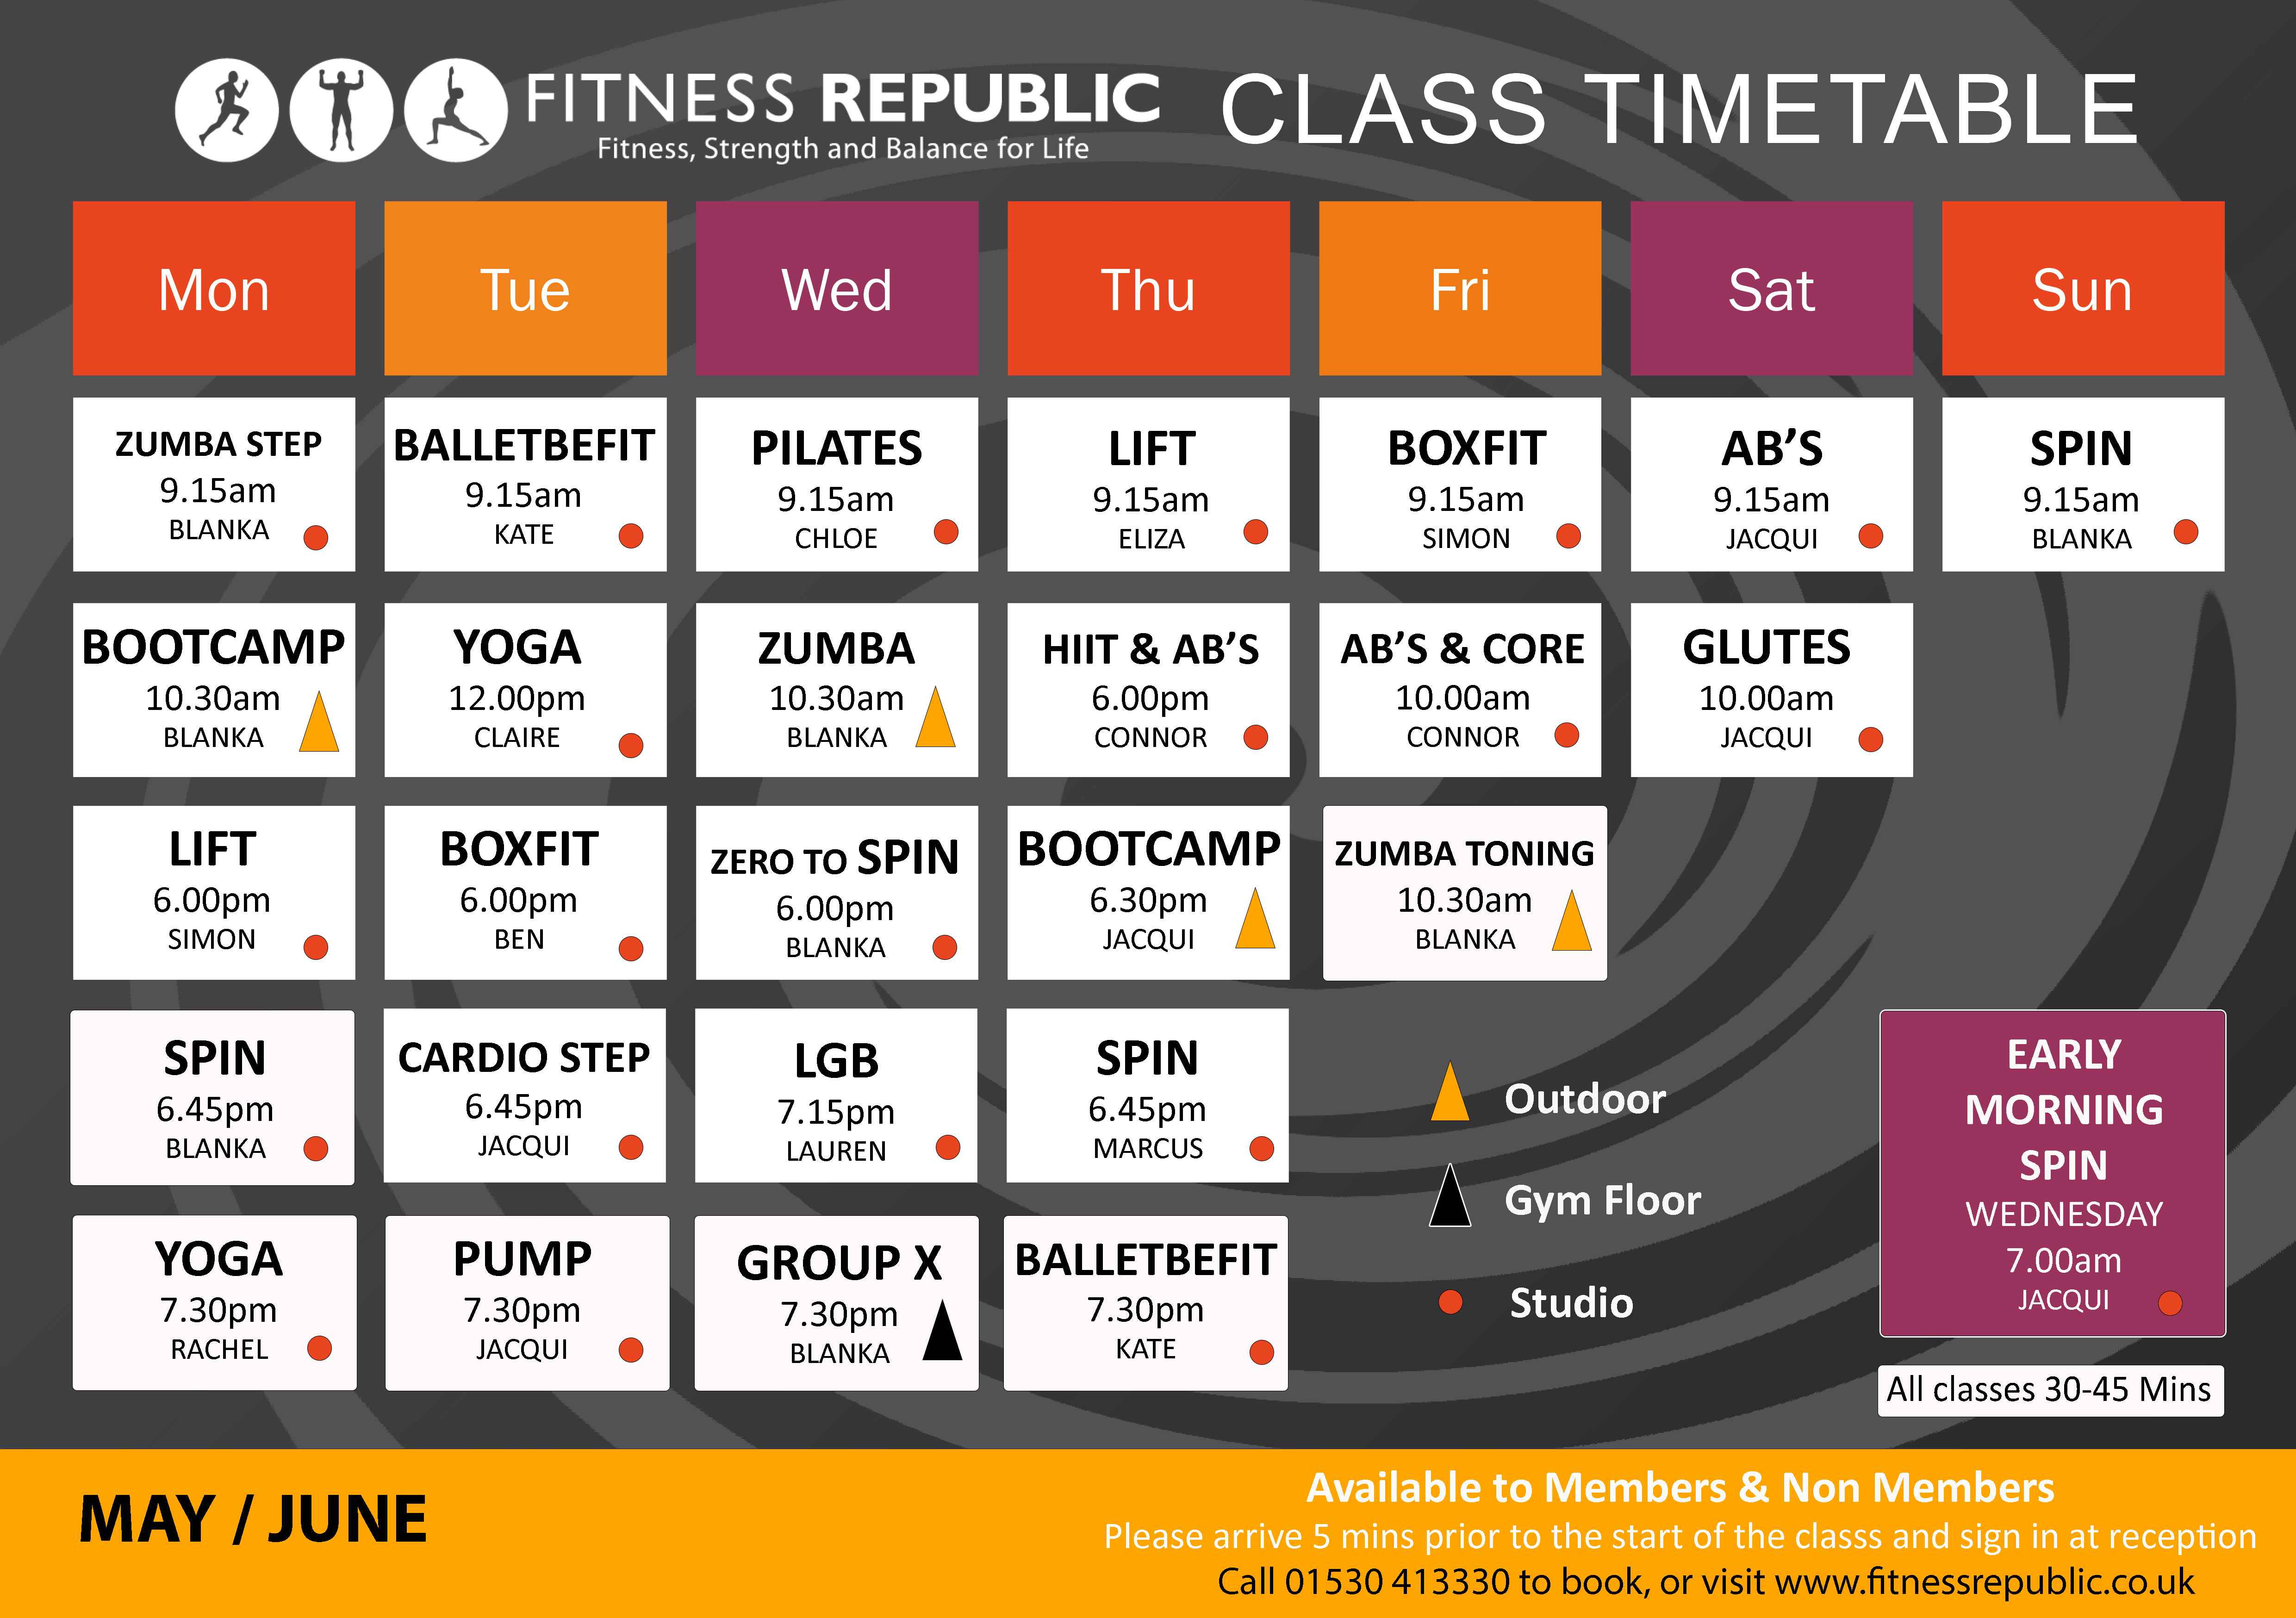 FITNESS REPUBLIC
Fitness, Strength and Balance for Life
CLASS TIMETABLE
Mon
Tue
Wed
Thu
Fri
Sat
Sun
ZUMBA STEP
9.15am
BLANKA
BALLETBEFIT
9.15am
KATE
PILATES
9.15am
CHLOE
LIFT
9.15am
ELIZA
BOXFIT
9.15am
SIMON
AB'S
9.15am
JACQUI
SPIN
9.15am
BLANKA
BOOTCAMP
10.30am
BLANKA
YOGA
12.00pm
CLAIRE
ZUMBA
10.30am
BLANKA
HIIT & AB'S
6.00pm
CONNOR
AB'S & CORE
10.00am
CONNOR
GLUTES
10.00am
JACQUI
LIFT
6.00pm
SIMON
BOXFIT
6.00pm
BEN
ZERO TO SPIN
6.00pm
BLANKA
BOOTCAMP
6.30pm
JACQUI
ZUMBA TONING
10.30am
BLANKA
SPIN
6.45pm
BLANKA
CARDIO STEP
6.45pm
JACQUI
LGB
7.15pm
LAUREN
SPIN
6.45pm
MARCUS
YOGA
7.30pm
RACHEL
PUMP
7.30pm
JACQUI
GROUP X
7.30pm
BLANKA
BALLETBEFIT
7.30pm
KATE
Outdoor
Gym Floor
Studio
EARLY
MORNING
SPIN
WEDNESDAY
7.00am
JACQUI
All classes 30-45 Mins
MAY / JUNE
Available to Members & Non Members
Please arrive 5 mins prior to the start of the classs and sign in at reception
Call 01530 413330 to book, or visit www.fitnessrepublic.co.uk